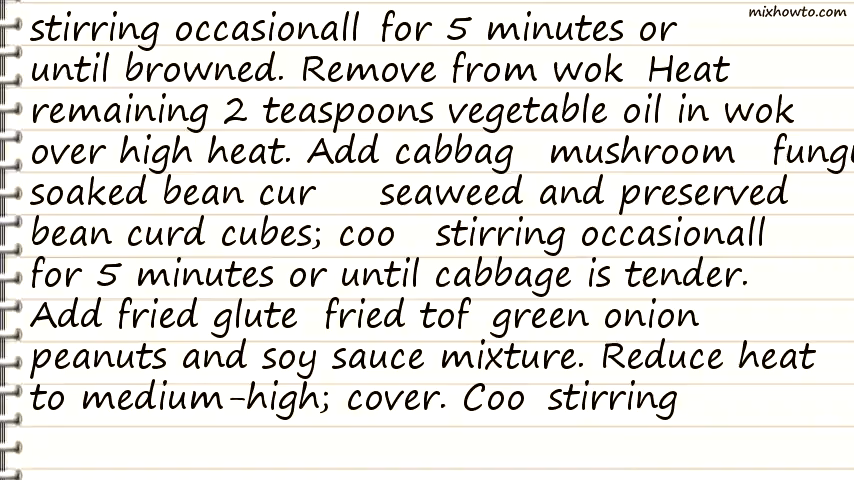 mixhowto.com
stirring occasionall for 5 minutes or
until browned. Remove from wok Heat
remaining 2 teaspoons vegetable oil in wok
over high heat. Add cabbag mushroom fungu
soaked bean cur seaweed and preserved
bean curd cubes; coo stirring occasionall
for 5 minutes or until cabbage is tender.
Add fried glute fried tof green onion
peanuts and soy sauce mixture. Reduce heat
to medium-high; cover. Coo stirring